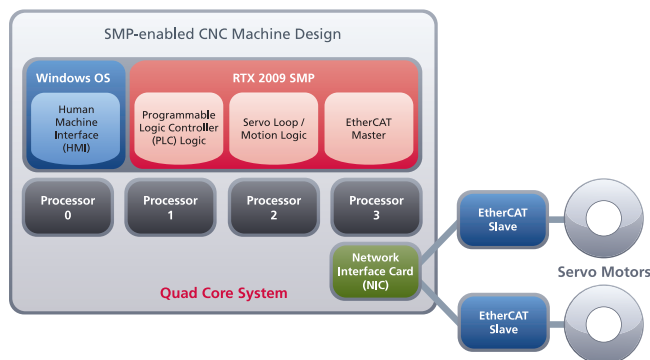 SMP-enabled CNC Machine Design
Windows OS
RTX 2009 SMP
Human
Machine
Interface
(HMI)
Programmable
Logic Controller
(PLC) Logic
Servo Loop /
Motion Logic
EtherCAT
Master
Processor
0
Processor
1
Processor
2
Processor
3
Network
Interface Card
(NIC)
Quad Core System
EtherCAT
Slave
Servo Motors
EtherCAT
Slave